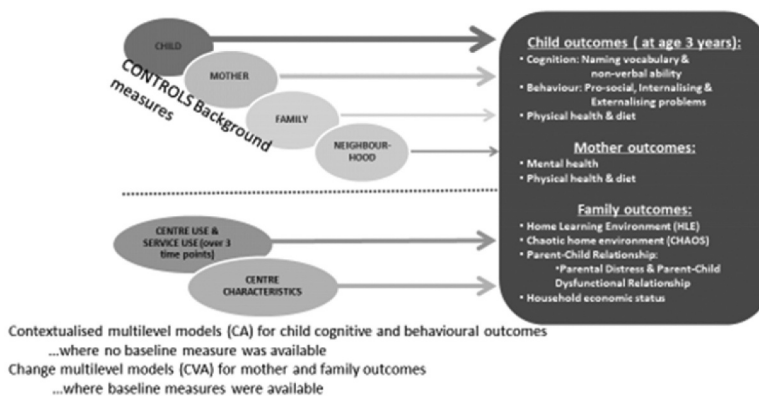 CHILD
MOTHER
FAMILY
NEIGHBOUR-
HOOD
CONTROLS Background
measures
CENTRE USE &
SERVICE USE (over 3
time points)
CENTRE
CHARACTERISTICS
Child outcomes ( at age 3 years):
• Cognition: Naming vocabulary &
non-verbal ability
• Behaviour: Pro-social, Internalising &
Externalising problems
• Physical health & diet
Mother outcomes:
• Mental health
• Physical health & diet
Family outcomes:
• Home Learning Environment (HLE)
• Chaotic home environment (CHAOS)
• Parent-Child Relationship:
•Parental Distress & Parent-Child
Dysfunctional Relationship
• Household economic status
Contextualised multilevel models (CA) for child cognitive and behavioural outcomes
...where no baseline measure was available
Change multilevel models (CVA) for mother and family outcomes
...where baseline measures were available